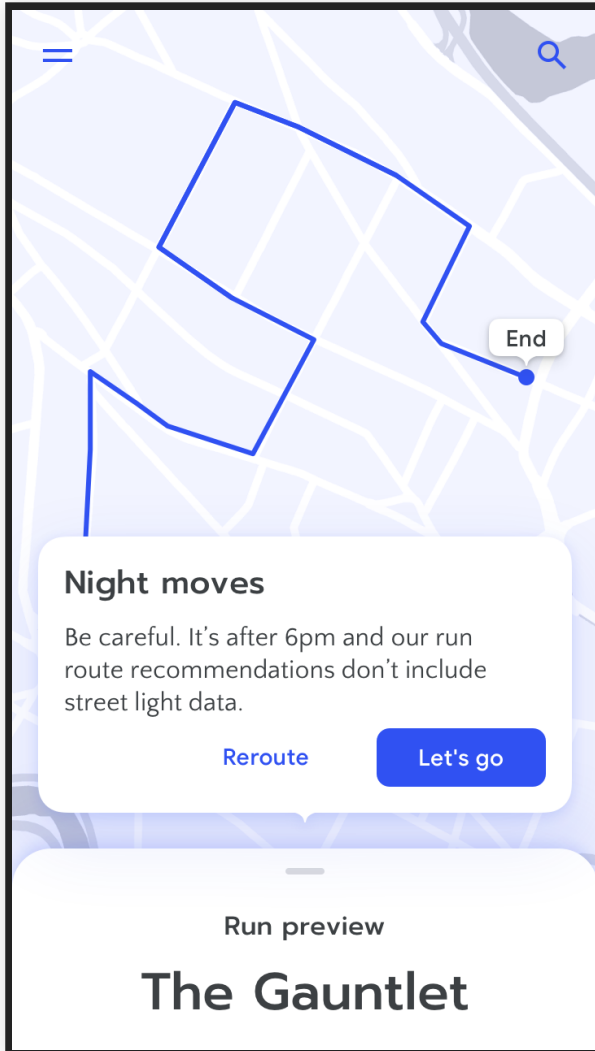 End
Night moves
Be careful. It’s after 6pm and our run
route recommendations don’t include
street light data.
Reroute
Let's go
Run preview
The Gauntlet